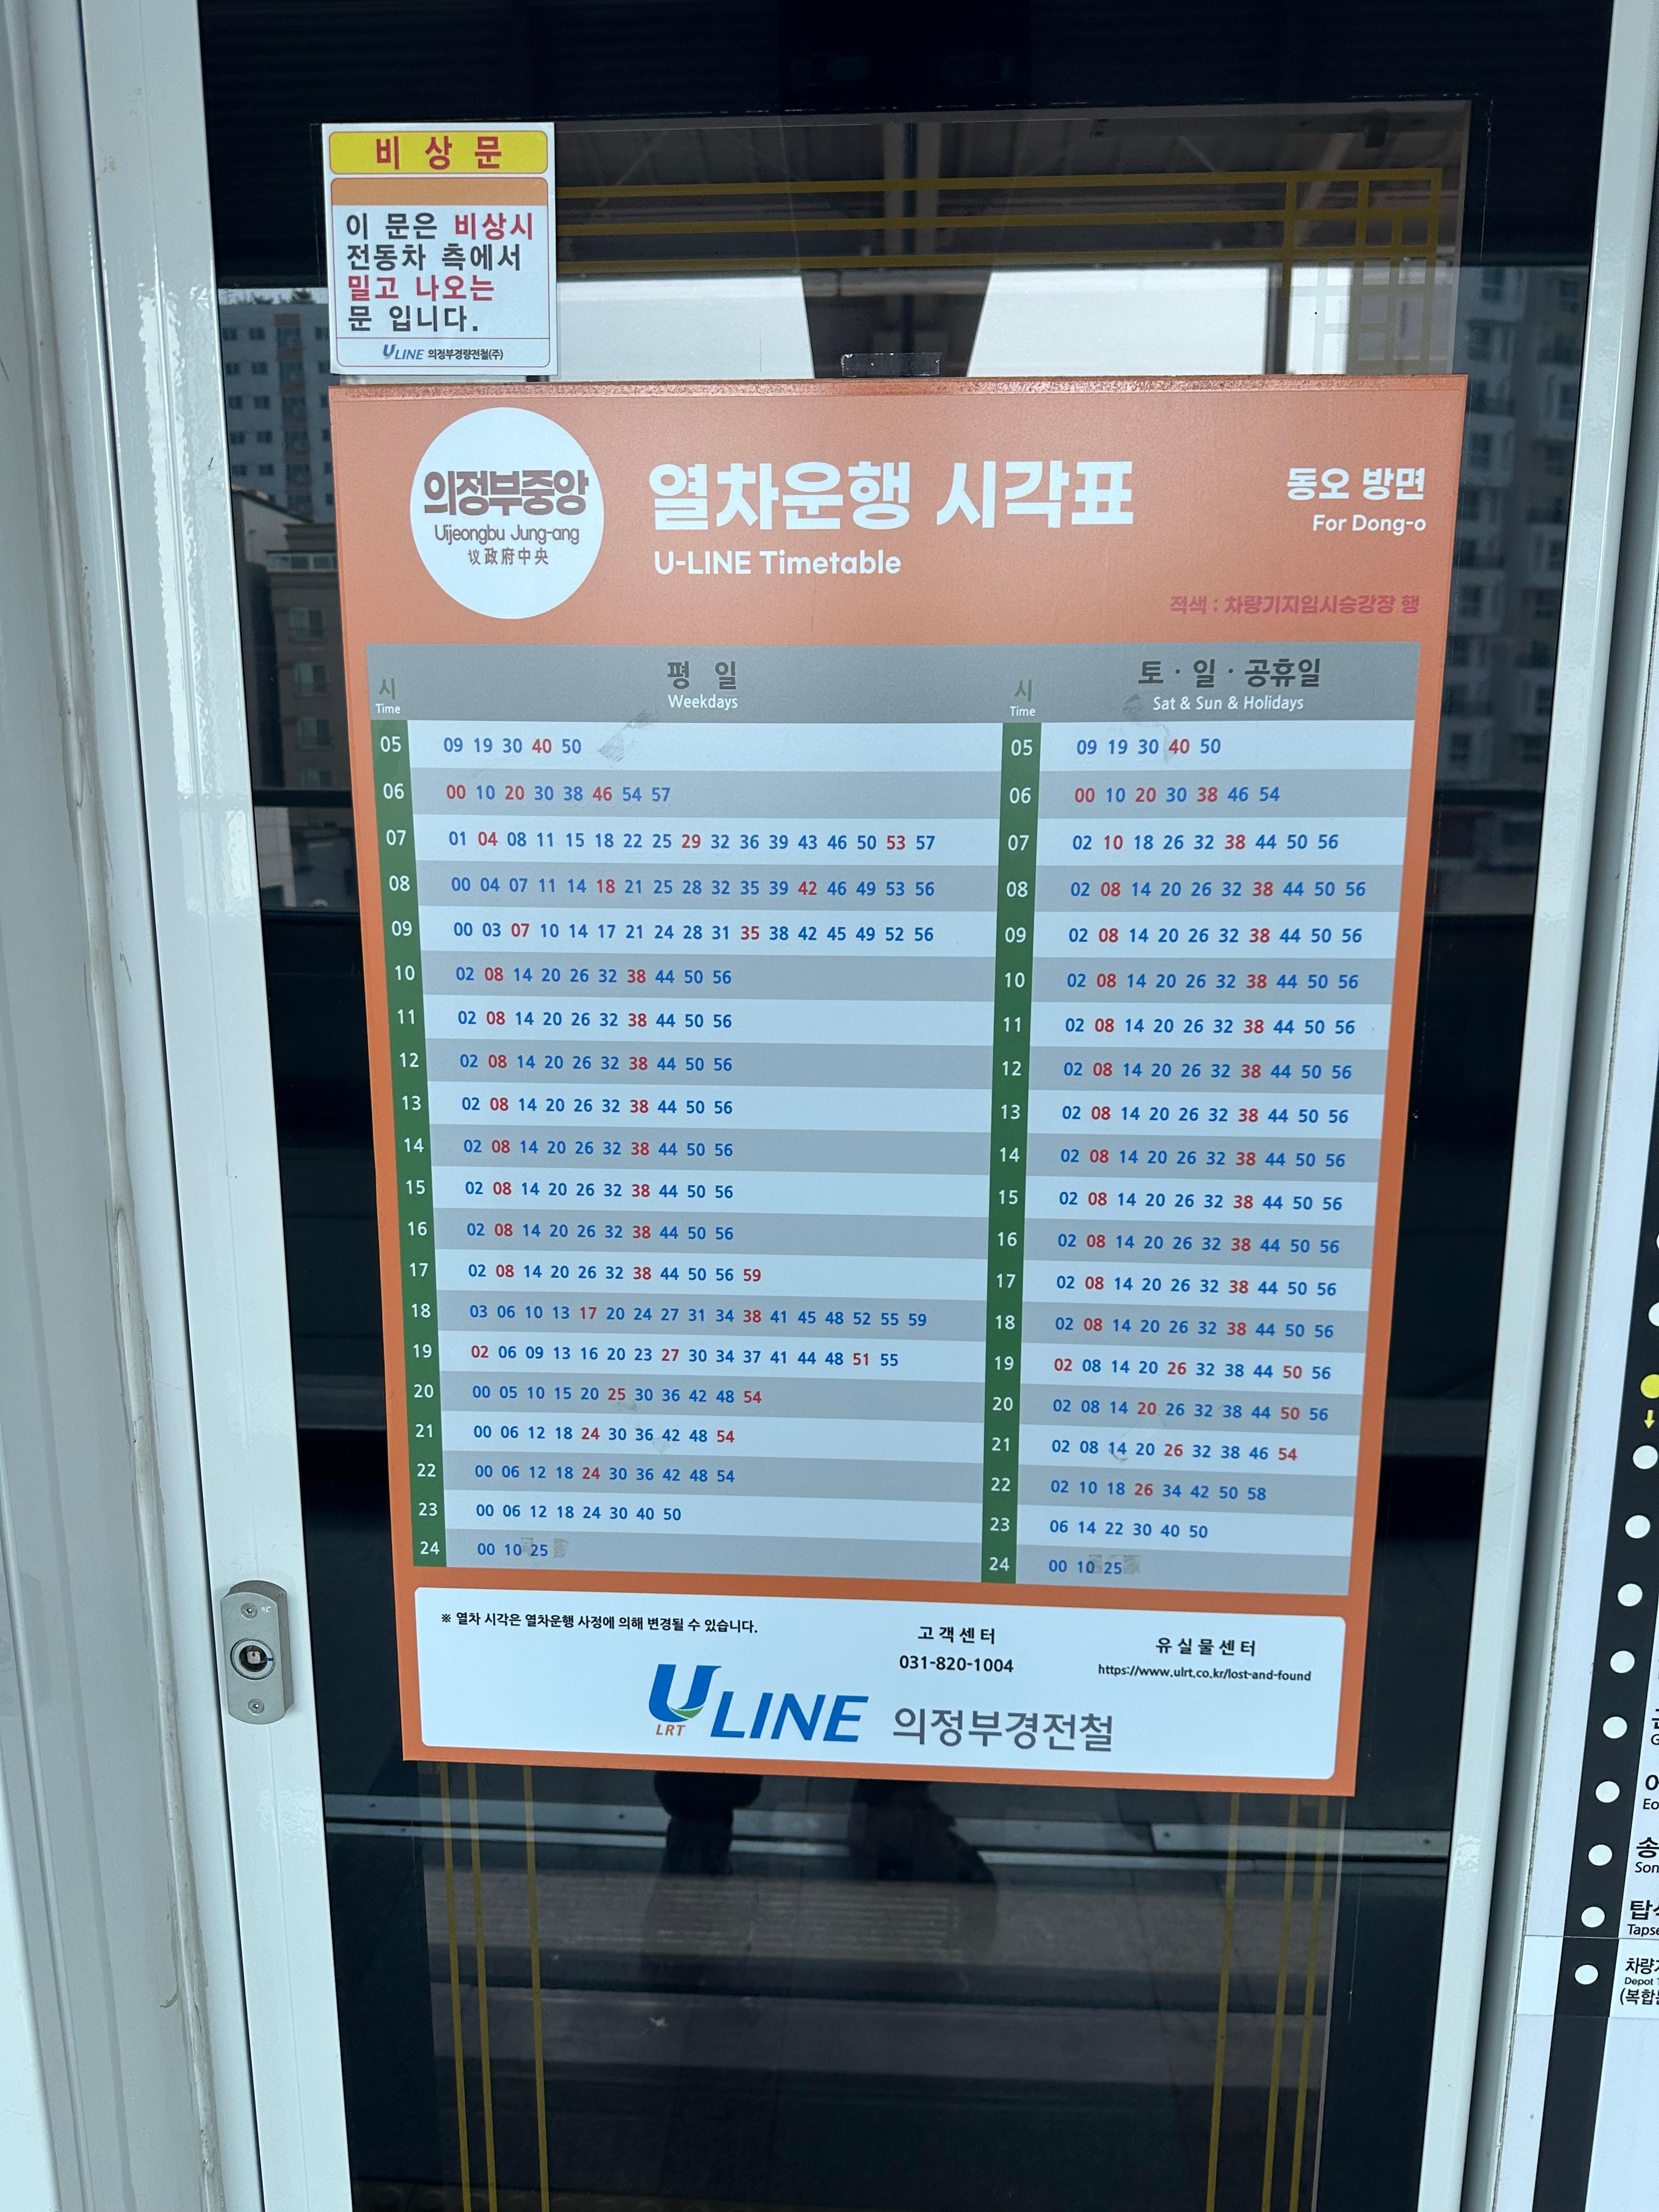 비 상 문
이 문은 비상시
전동차 측에서
밀고 나오는
문 입니다.
ULINE 의정부경량전철(주)
의정부중앙
Uijeongbu Jung-ang
议政府中央
열차운행 시각표
U-LINE Timetable
동오 방면
For Dong-o
적색 : 차량기지임시승강장 행
시 평 일 시 토 · 일 · 공휴일
Time Weekdays Time Sat & Sun & Holidays
05 09 19 30 40 50 05 09 19 30 40 50
06 00 10 20 30 38 46 54 57 06 00 10 20 30 38 46 54
07 01 04 08 11 15 18 22 25 29 32 36 39 43 46 50 53 57 07 02 10 18 26 32 38 44 50 56
08 00 04 07 11 14 18 21 25 28 32 35 39 42 46 49 53 56 08 02 08 14 20 26 32 38 44 50 56
09 00 03 07 10 14 17 21 24 28 31 35 38 42 45 49 52 56 09 02 08 14 20 26 32 38 44 50 56
10 02 08 14 20 26 32 38 44 50 56 10 02 08 14 20 26 32 38 44 50 56
11 02 08 14 20 26 32 38 44 50 56 11 02 08 14 20 26 32 38 44 50 56
12 02 08 14 20 26 32 38 44 50 56 12 02 08 14 20 26 32 38 44 50 56
13 02 08 14 20 26 32 38 44 50 56 13 02 08 14 20 26 32 38 44 50 56
14 02 08 14 20 26 32 38 44 50 56 14 02 08 14 20 26 32 38 44 50 56
15 02 08 14 20 26 32 38 44 50 56 15 02 08 14 20 26 32 38 44 50 56
16 02 08 14 20 26 32 38 44 50 56 16 02 08 14 20 26 32 38 44 50 56
17 02 08 14 20 26 32 38 44 50 56 59 17 02 08 14 20 26 32 38 44 50 56
18 03 06 10 13 17 20 24 27 31 34 38 41 45 48 52 55 59 18 02 08 14 20 26 32 38 44 50 56
19 02 06 09 13 16 20 23 27 30 34 37 41 44 48 51 55 19 02 08 14 20 26 32 38 44 50 56
20 00 05 10 15 20 25 30 36 42 48 54 20 02 08 14 20 26 32 38 44 50 56
21 00 06 12 18 24 30 36 42 48 54 21 02 08 14 20 26 32 38 46 54
22 00 06 12 18 24 30 36 42 48 54 22 02 10 18 26 34 42 50 58
23 00 06 12 18 24 30 40 50 23 06 14 22 30 40 50
24 00 10 25 24 00 10 25
※ 열차 시각은 열차운행 사정에 의해 변경될 수 있습니다.
고객센터
031-820-1004
유실물센터
https://www.ulrt.co.kr/lost-and-found
ULINE 의정부경전철
LRT
송
탑
차량
Depot